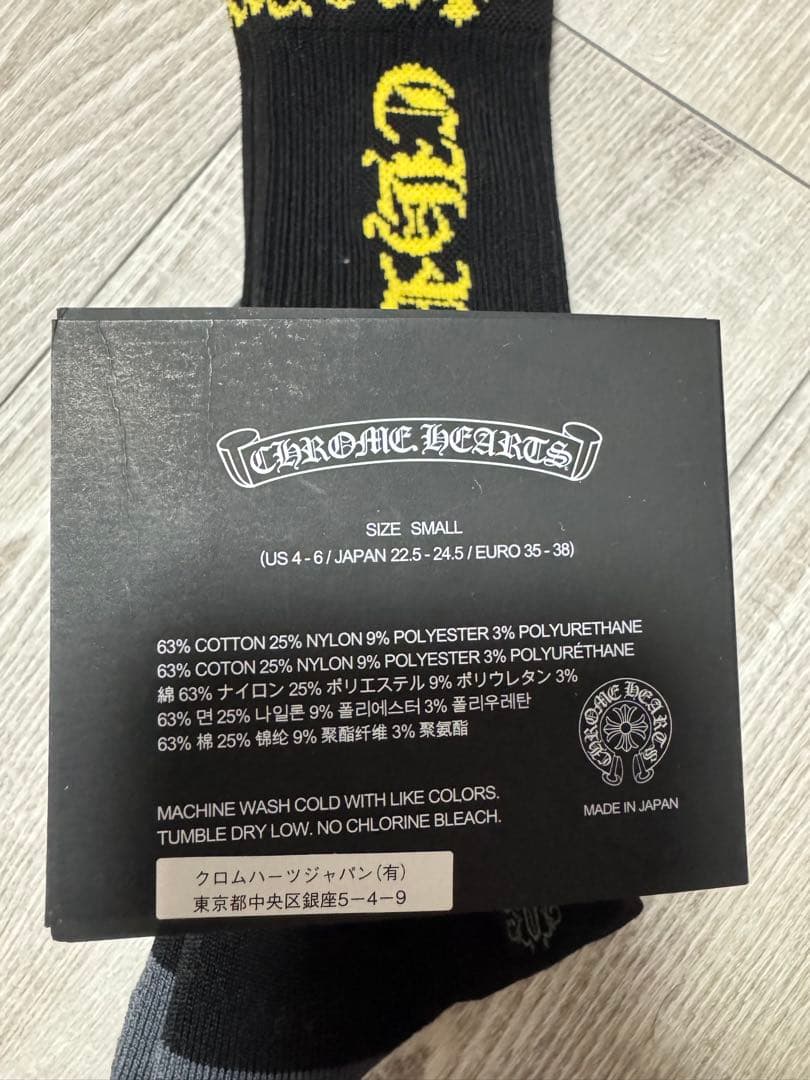 CHROME HEARTS
SIZE SMALL
(US 4 - 6 / JAPAN 22.5 - 24.5 / EURO 35 - 38)
63% COTTON 25% NYLON 9% POLYESTER 3% POLYURETHANE
63% COTON 25% NYLON 9% POLYESTER 3% POLYURÉTHANE
綿 63% ナイロン 25% ポリエステル 9% ポリウレタン 3%
63% 면 25% 나일론 9% 폴리에스터 3% 폴리우레탄
63% 棉 25% 锦纶 9% 聚酯纤维 3% 聚氨酯
CHROME HEARTS
MADE IN JAPAN
MACHINE WASH COLD WITH LIKE COLORS.
TUMBLE DRY LOW. NO CHLORINE BLEACH.
クロムハーツジャパン(有)
東京都中央区銀座5-4-9